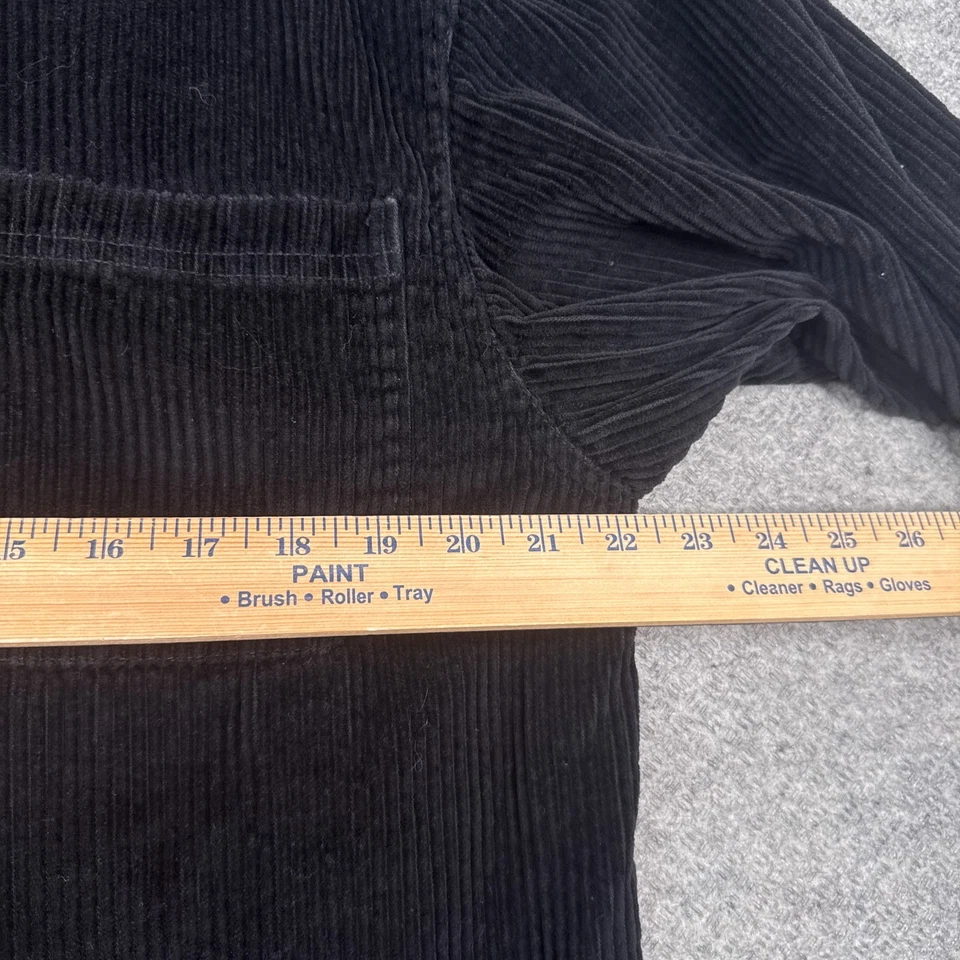 5 16 17 18 19 20 21 22 23 24 25 26
PAINT
• Brush • Roller • Tray
CLEAN UP
• Cleaner • Rags • Gloves